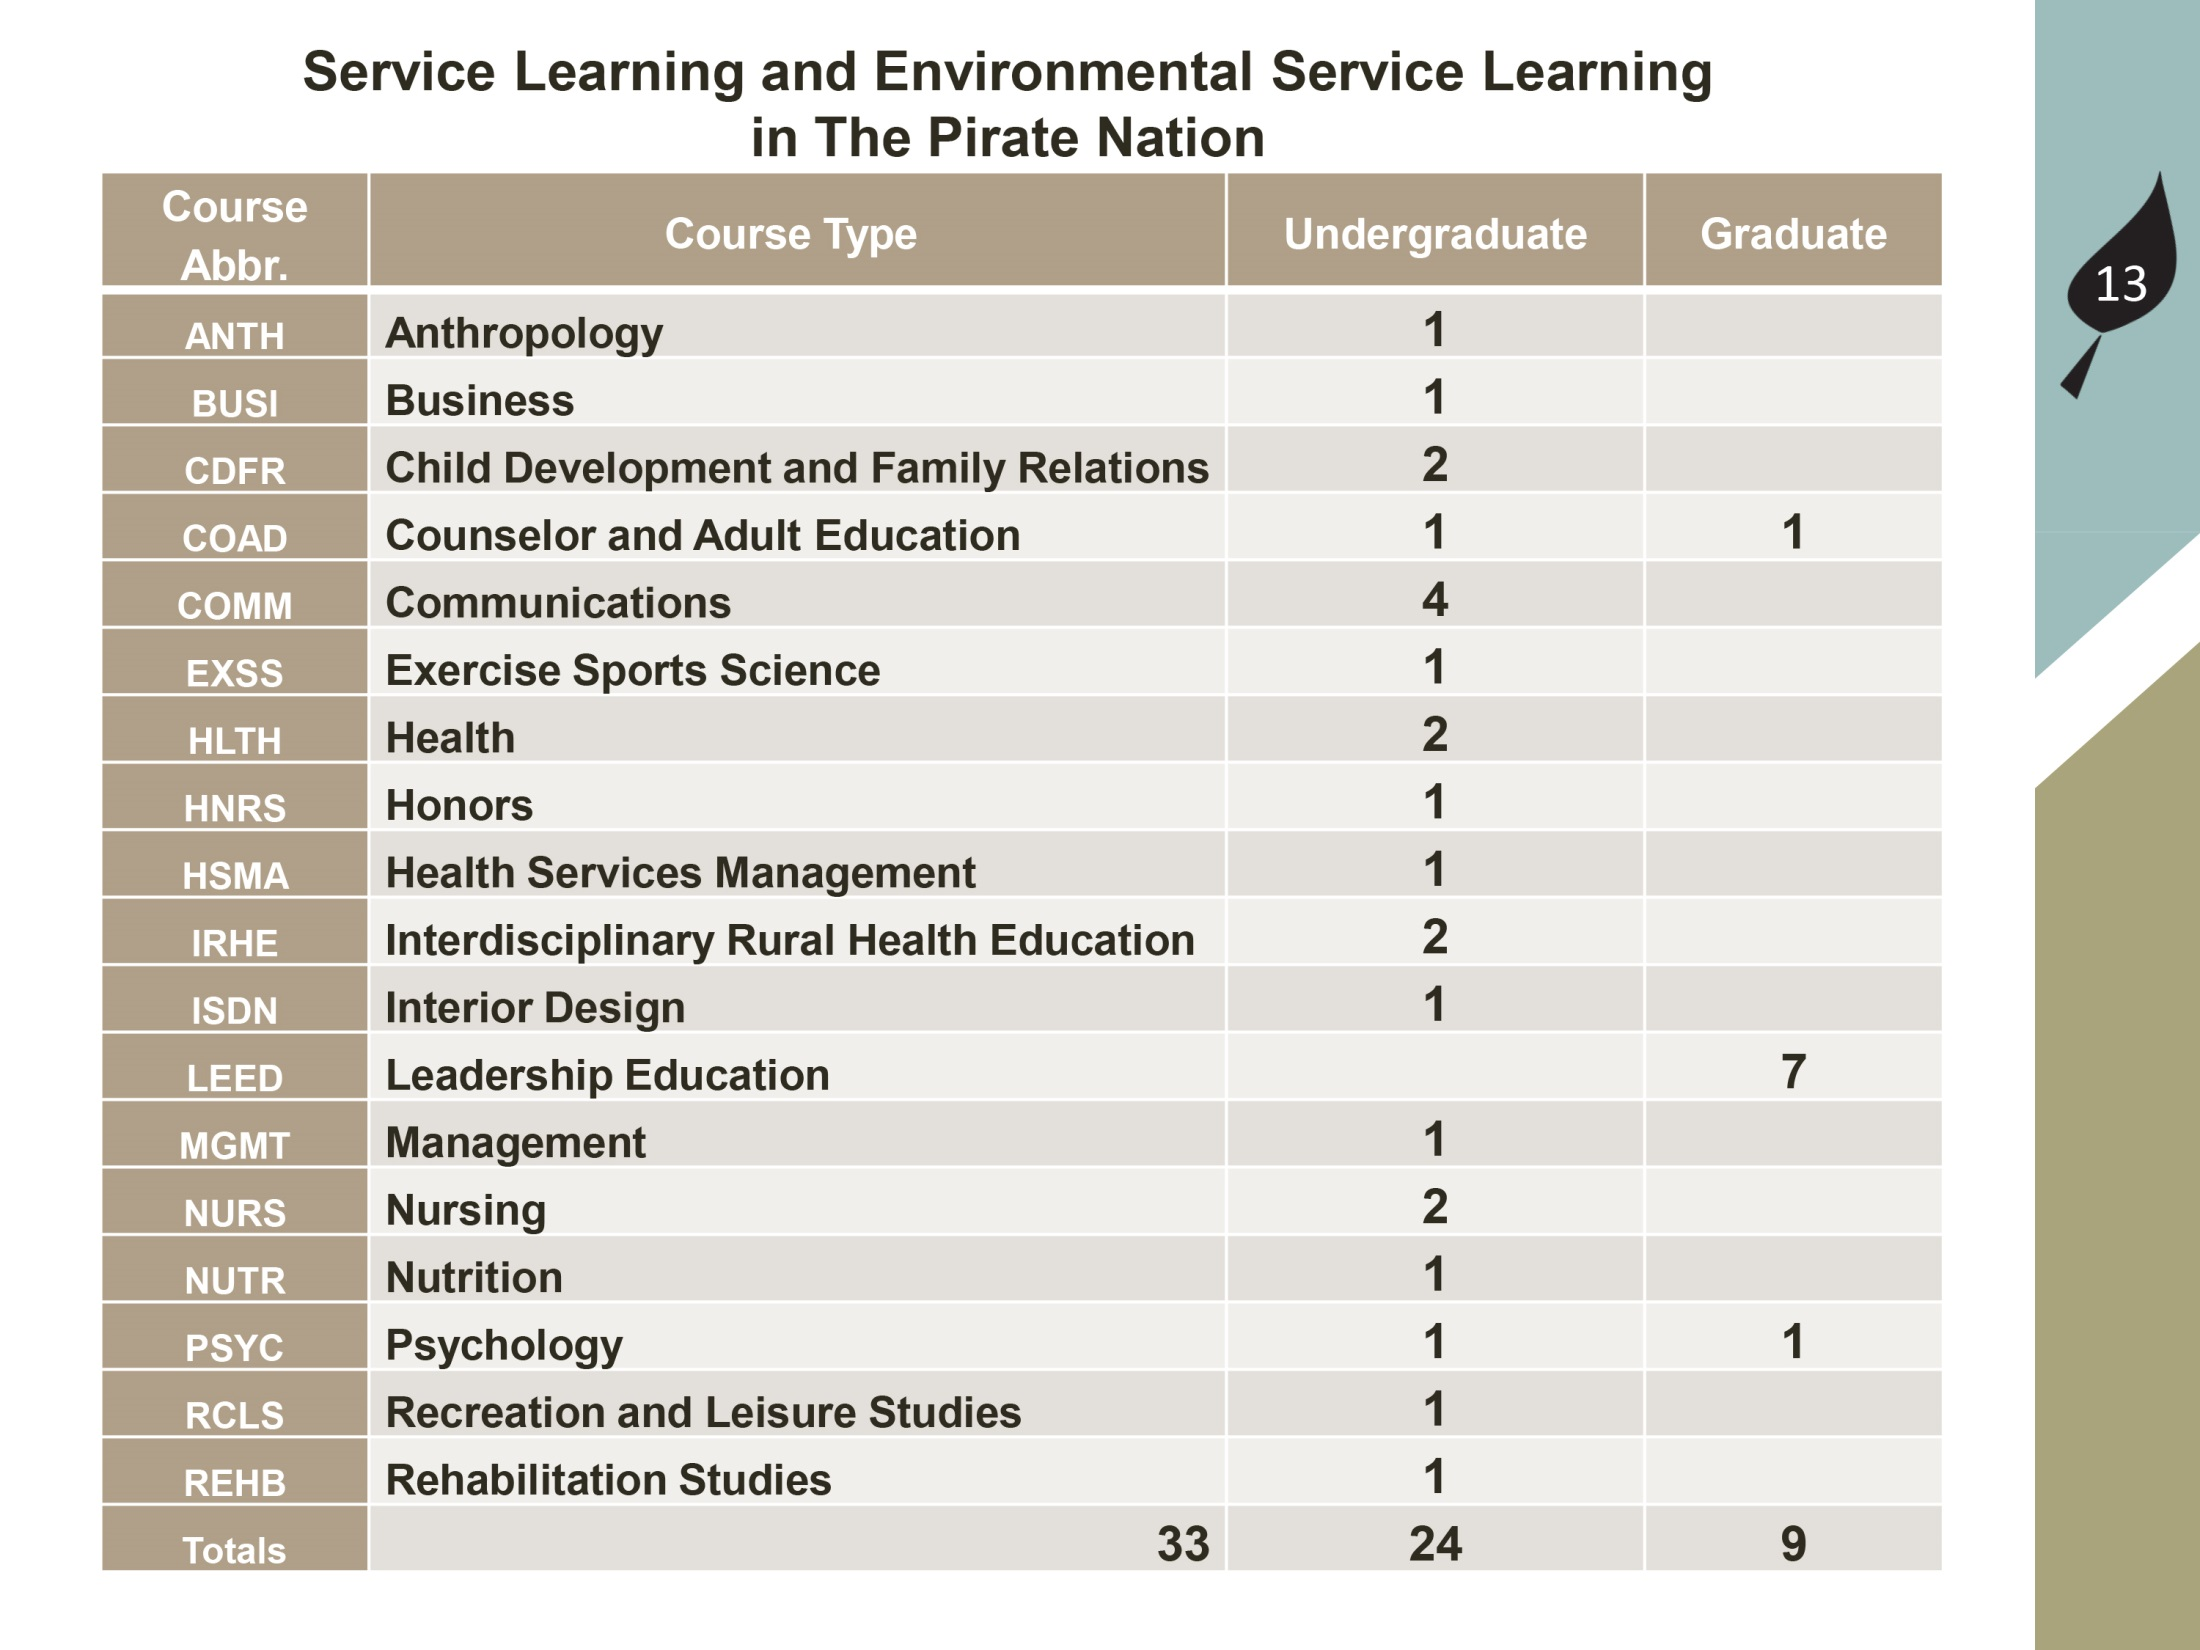 Service Learning and Environmental Service Learning
in The Pirate Nation
Course Abbr. Course Type Undergraduate Graduate
ANTH Anthropology 1
BUSI Business 1
CDFR Child Development and Family Relations 2
COAD Counselor and Adult Education 1 1
COMM Communications 4
EXSS Exercise Sports Science 1
HLTH Health 2
HNRS Honors 1
HSMA Health Services Management 1
IRHE Interdisciplinary Rural Health Education 2
ISDN Interior Design 1
LEED Leadership Education 7
MGMT Management 1
NURS Nursing 2
NUTR Nutrition 1
PSYC Psychology 1 1
RCLS Recreation and Leisure Studies 1
REHB Rehabilitation Studies 1
Totals 33 24 9
13